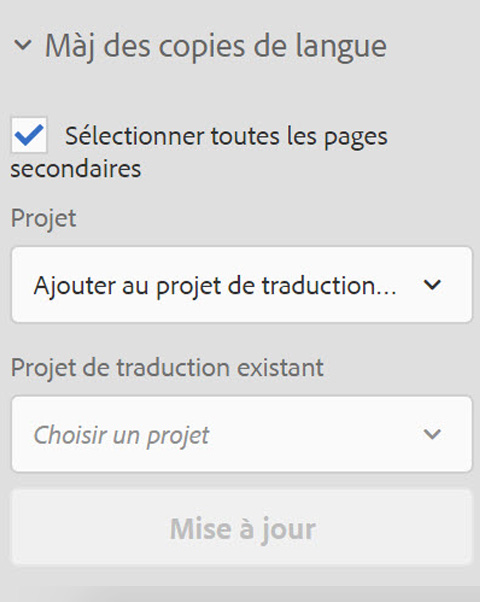 Màj des copies de langue
Sélectionner toutes les pages
secondaires
Projet
Ajouter au projet de traduction...
Projet de traduction existant
Choisir un projet
Mise à jour